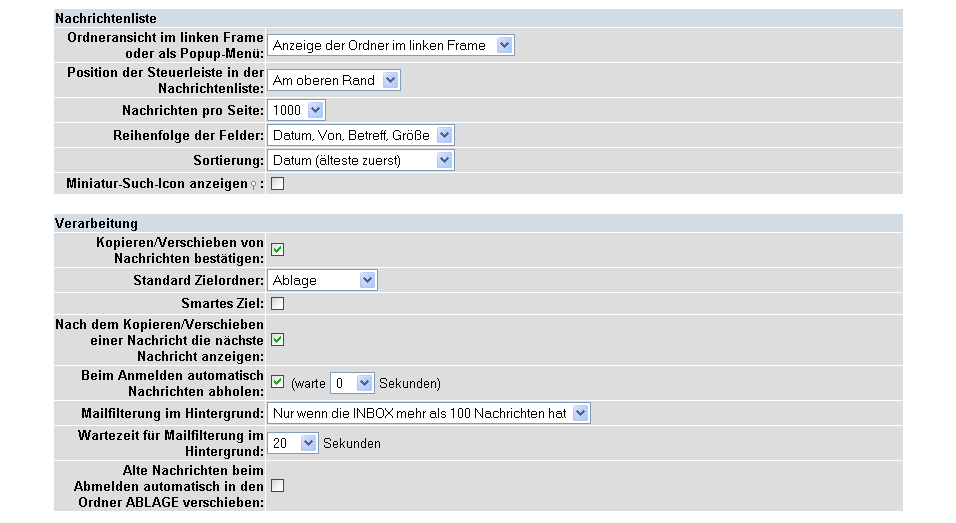 Nachrichtenliste
Ordneransicht im linken Frame
oder als Popup-Menü: Anzeige der Ordner im linken Frame
Position der Steuerleiste in der
Nachrichtenliste: Am oberen Rand
Nachrichten pro Seite: 1000
Reihenfolge der Felder: Datum, Von, Betreff, Größe
Sortierung: Datum (älteste zuerst)
Miniatur-Such-Icon anzeigen :
Verarbeitung
Kopieren/Verschieben von
Nachrichten bestätigen:
Standard Zielordner: Ablage
Smartes Ziel:
Nach dem Kopieren/Verschieben
einer Nachricht die nächste
Nachricht anzeigen:
Beim Anmelden automatisch
Nachrichten abholen: (warte 0 Sekunden)
Mailfilterung im Hintergrund: Nur wenn die INBOX mehr als 100 Nachrichten hat
Wartezeit für Mailfilterung im
Hintergrund: 20 Sekunden
Alte Nachrichten beim
Abmelden automatisch in den
Ordner ABLAGE verschieben: